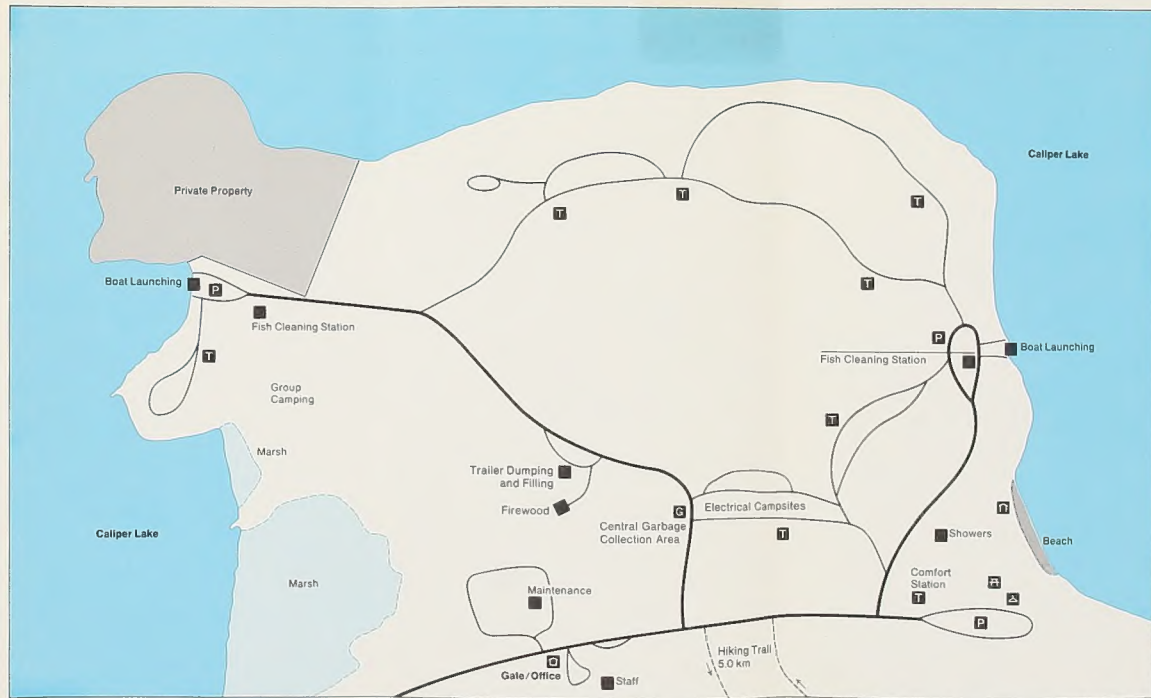 Caliper Lake
Private Property
T
T
T
Boat Launching
P
T
Fish Cleaning Station
P
Boat Launching
Fish Cleaning Station
T
Group
Camping
T
Marsh
Trailer Dumping
and Filling
Electrical Campsites
Firewood
G
Central Garbage
Collection Area
T
Caliper Lake
Showers
Beach
Marsh
Comfort
Station
T
Maintenance
P
Hiking Trail
5.0 km
Gate/Office
Staff